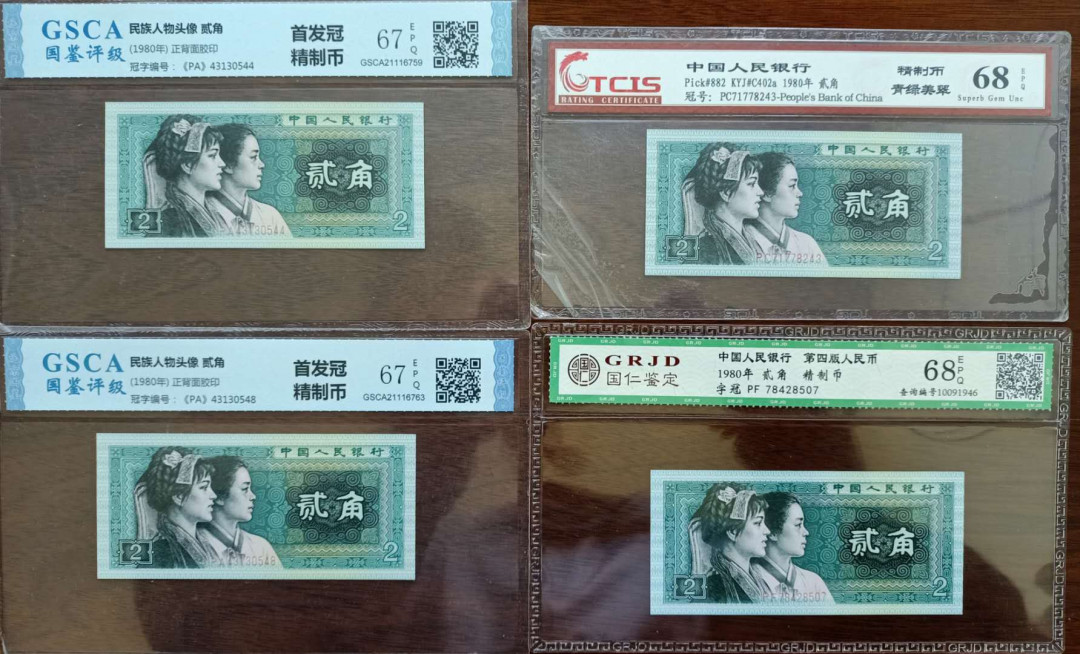 GSCA
国鉴评级
民族人物头像 贰角
(1980年) 正背面胶印
冠字编号：《PA》43130544
首发冠
精制币
67
EPQ
GSCA21116759
中国人民银行
贰角
PA43130544
2
2
TCIS
RATING CERTIFICATE
中国人民银行
Pick#882 KYJ#C402a 1980年 贰角
冠号：PC71778243-People's Bank of China
精制币
青绿美翠
68
EPQ
Superb Gem Unc
中国人民银行
贰角
PC71778243
2
2
GSCA
国鉴评级
民族人物头像 贰角
(1980年) 正背面胶印
冠字编号：《PA》43130548
首发冠
精制币
67
EPQ
GSCA21116763
中国人民银行
贰角
PA43130548
2
2
GRJD
GRJD
国仁鉴定
中国人民银行 第四版人民币
1980年 贰角 精制币
字冠 PF 78428507
68
EPQ
查询编号10091946
中国人民银行
贰角
PF78428507
2
2
GRJD